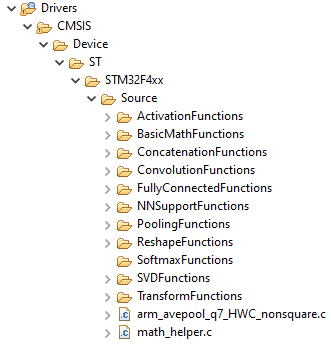 Drivers
CMSIS
Device
ST
STM32F4xx
Source
ActivationFunctions
BasicMathFunctions
ConcatenationFunctions
ConvolutionFunctions
FullyConnectedFunctions
NNSupportFunctions
PoolingFunctions
ReshapeFunctions
SoftmaxFunctions
SVDFunctions
TransformFunctions
arm_avepool_q7_HWC_nonsquare.c
math_helper.c